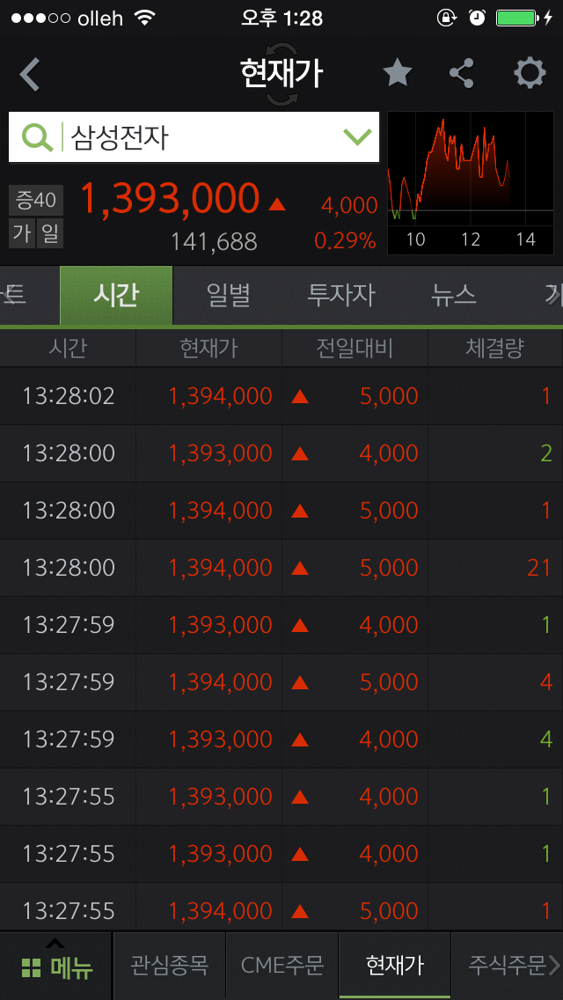 olleh 오후 1:28
현재가
삼성전자
증40 1,393,000 ▲ 4,000
가 일 141,688 0.29%
10 12 14
트 시간 일별 투자자 뉴스
시간 현재가 전일대비 체결량
13:28:02 1,394,000 ▲ 5,000 1
13:28:00 1,393,000 ▲ 4,000 2
13:28:00 1,394,000 ▲ 5,000 1
13:28:00 1,394,000 ▲ 5,000 21
13:27:59 1,393,000 ▲ 4,000 1
13:27:59 1,394,000 ▲ 5,000 4
13:27:59 1,393,000 ▲ 4,000 4
13:27:55 1,393,000 ▲ 4,000 1
13:27:55 1,393,000 ▲ 4,000 1
13:27:55 1,394,000 ▲ 5,000 1
메뉴 관심종목 CME주문 현재가 주식주문